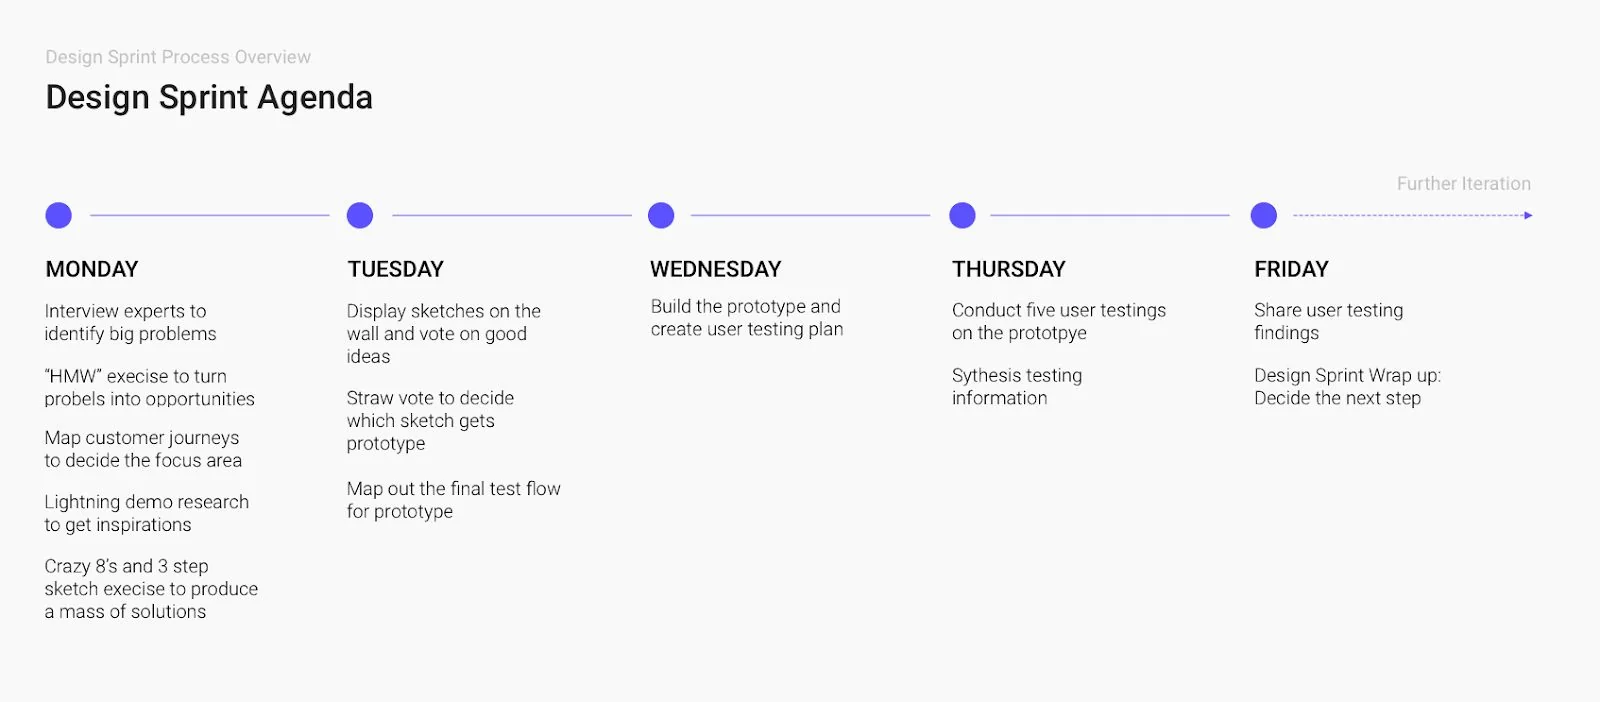 Design Sprint Process Overview
Design Sprint Agenda
Further Iteration
MONDAY
Interview experts to
identify big problems
“HMW” execise to turn
probels into opportunities
Map customer journeys
to decide the focus area
Lightning demo research
to get inspirations
Crazy 8's and 3 step
sketch execise to produce
a mass of solutions
TUESDAY
Display sketches on the
wall and vote on good
ideas
Straw vote to decide
which sketch gets
prototype
Map out the final test flow
for prototype
WEDNESDAY
Build the prototype and
create user testing plan
THURSDAY
Conduct five user testings
on the prototpye
Sythesis testing
information
FRIDAY
Share user testing
findings
Design Sprint Wrap up:
Decide the next step